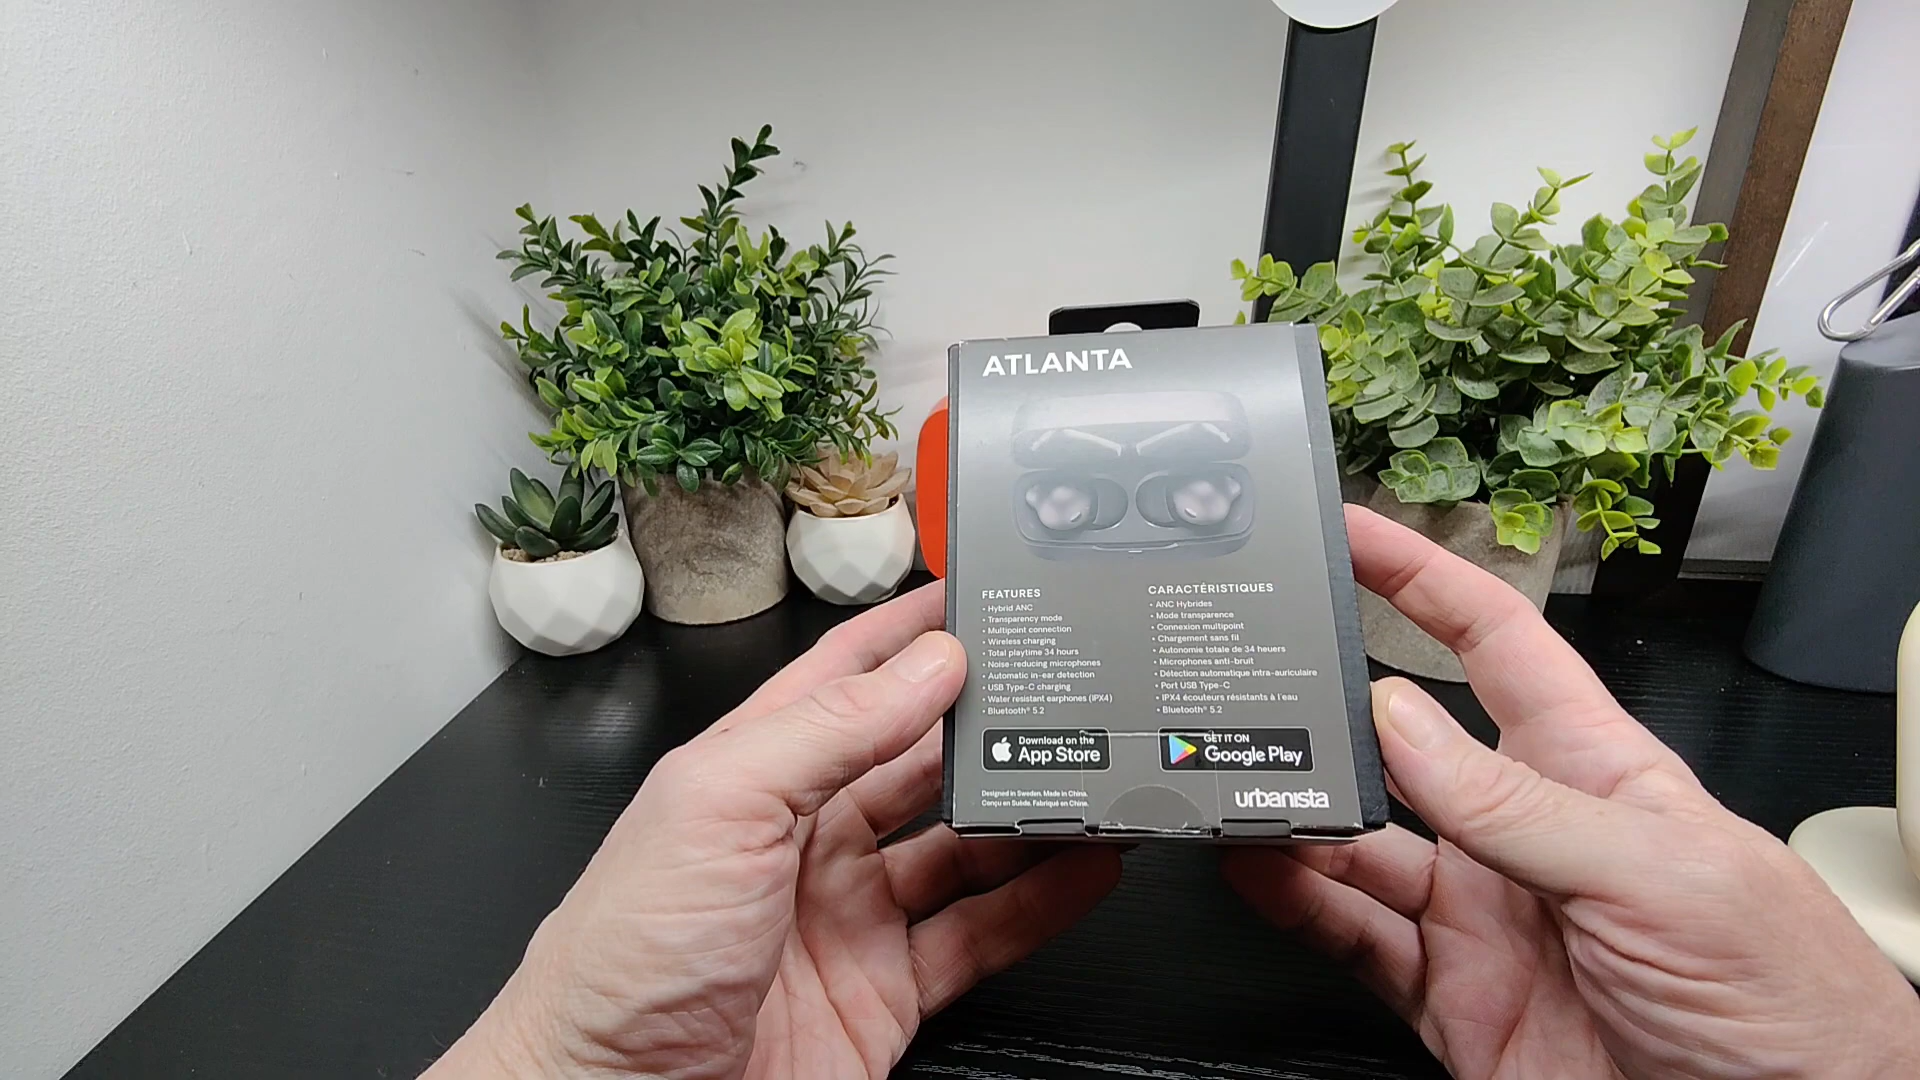 ATLANTA
FEATURES
• Hybrid ANC
• Transparency mode
• Multipoint connection
• Wireless charging
• Total playtime 34 hours
• Noise-reducing microphones
• Automatic in-ear detection
• USB Type-C charging
• Water resistant earphones (IPX4)
• Bluetooth® 5.2
CARACTÉRISTIQUES
• ANC Hybrides
• Mode transparence
• Connexion multipoint
• Chargement sans fil
• Autonomie totale de 34 heuers
• Microphones anti-bruit
• Détection automatique intra-auriculaire
• Port USB Type-C
• IPX4 écouteurs résistants à l'eau
• Bluetooth® 5.2
Download on the
App Store
GET IT ON
Google Play
Designed in Sweden. Made in China.
Conçu en Suède. Fabriqué en Chine.
urbanista